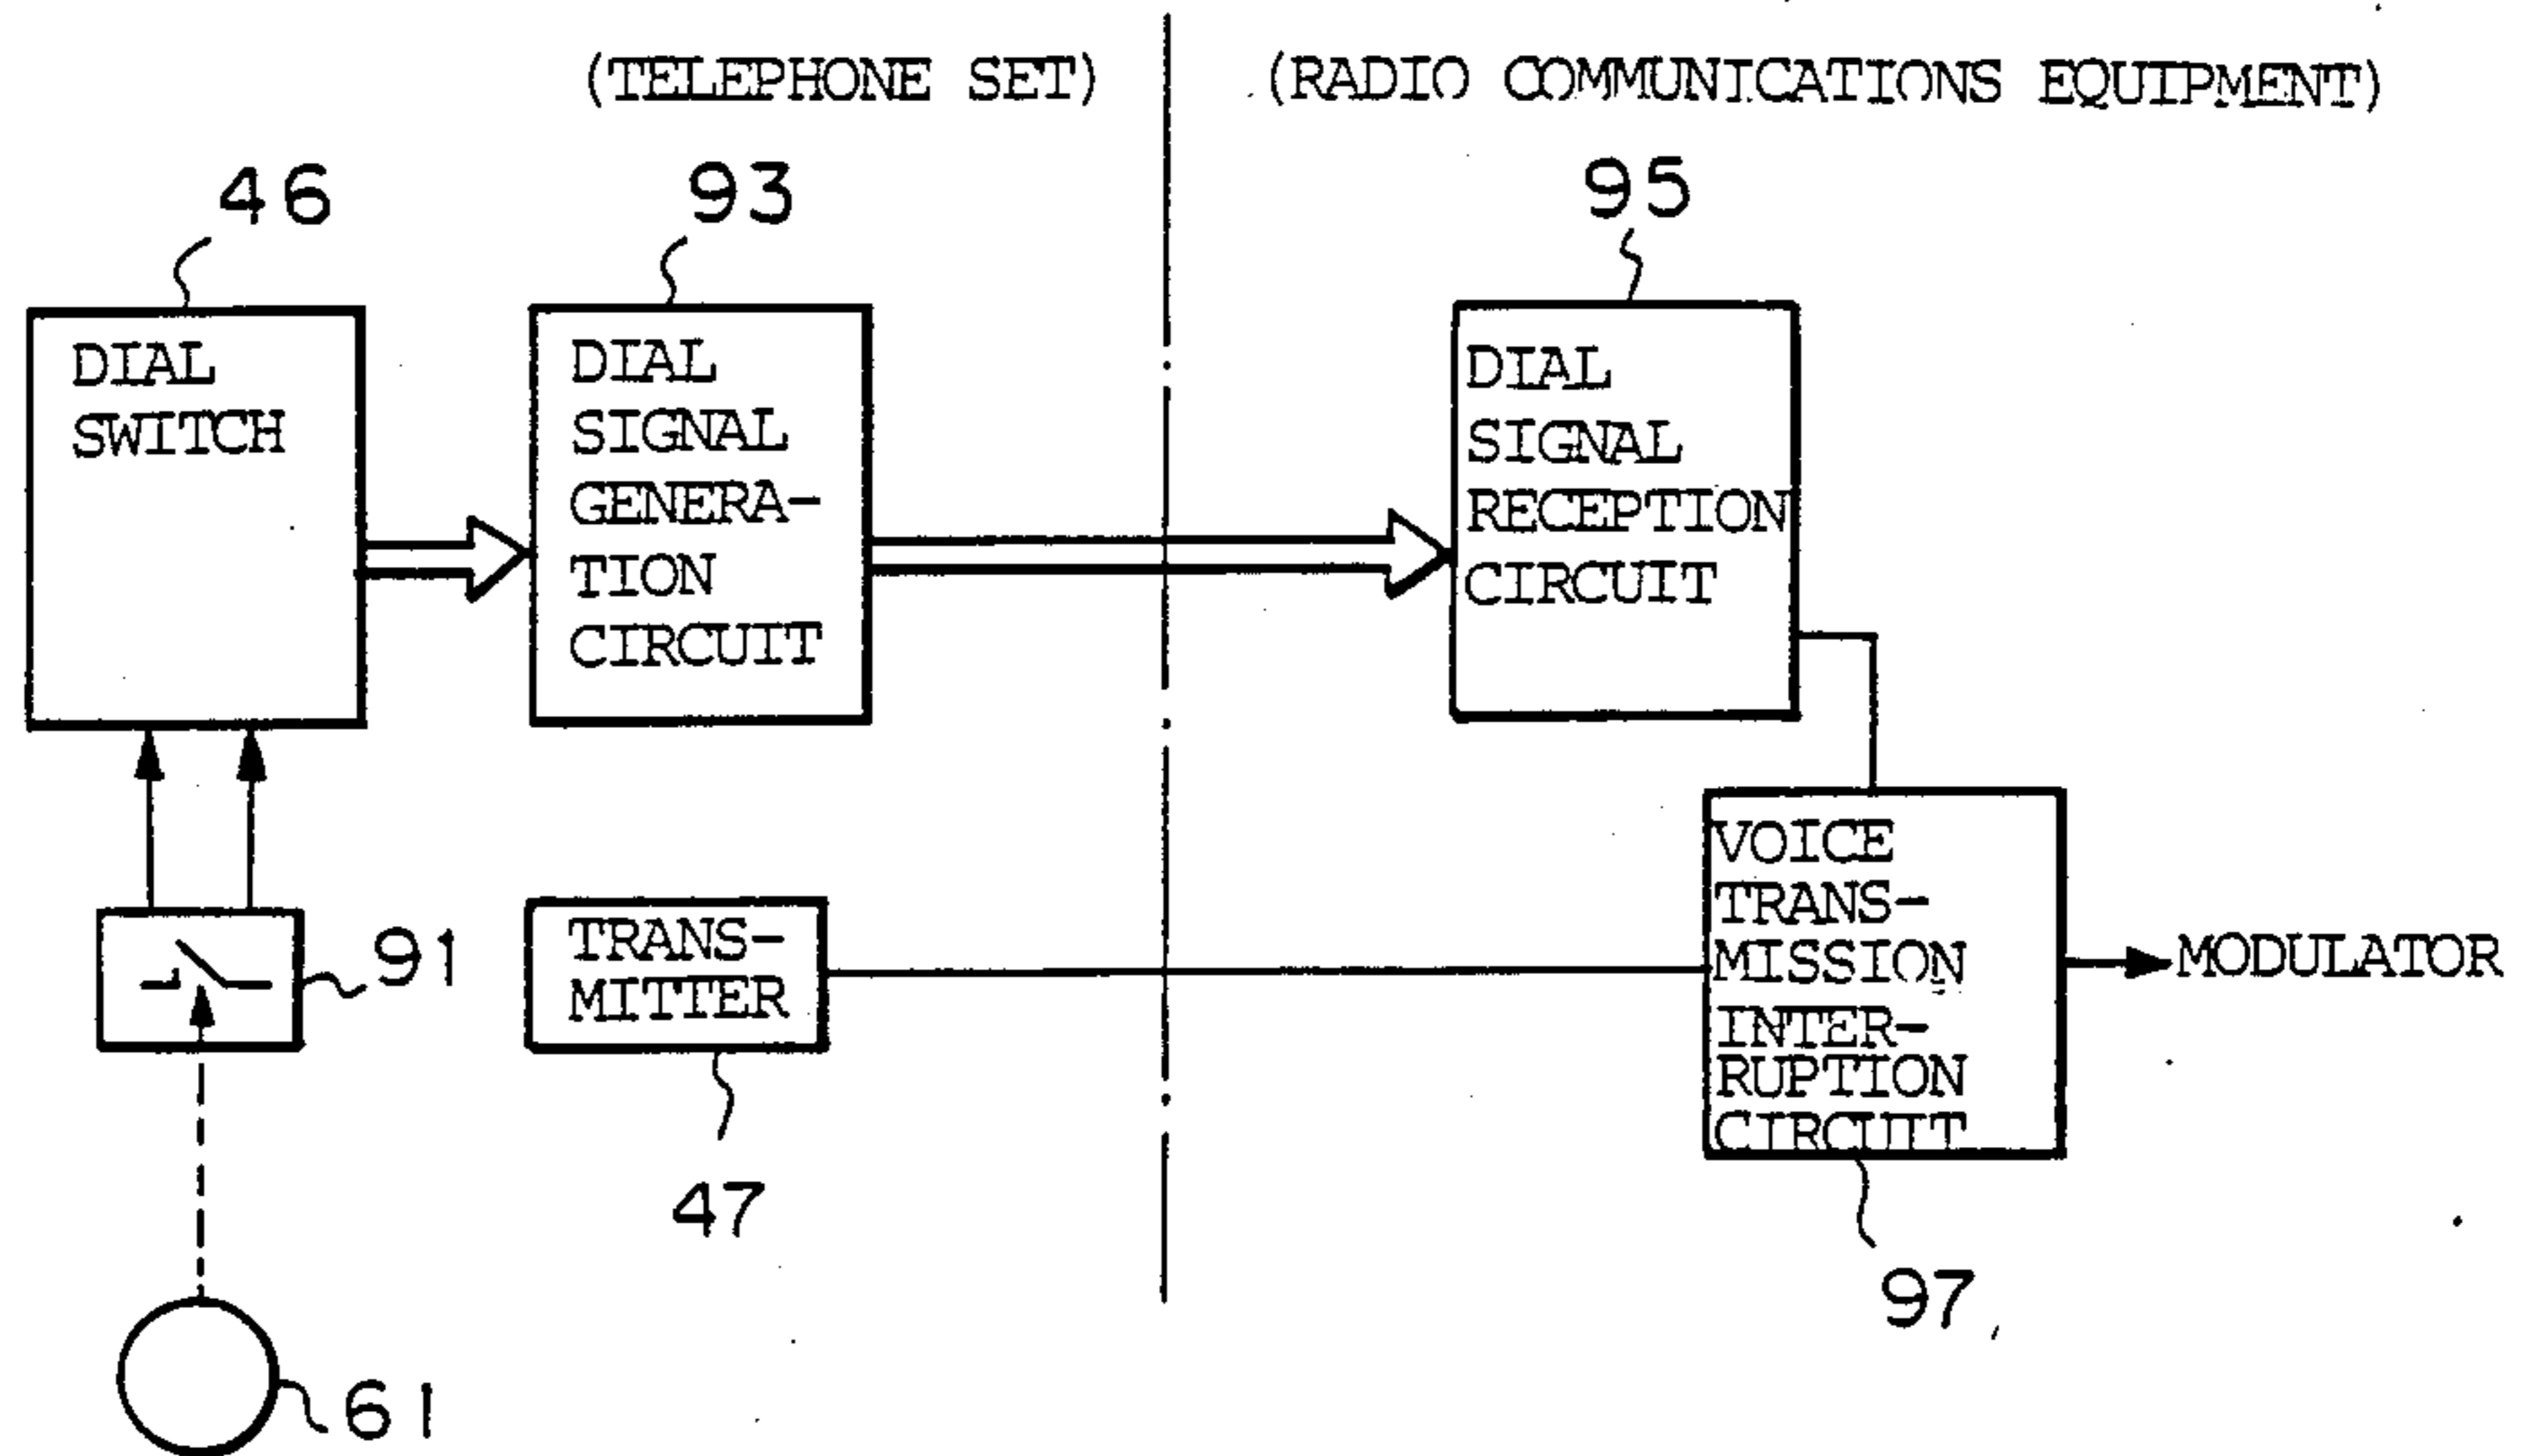 (TELEPHONE SET)
(RADIO COMMUNICATIONS EQUIPMENT)
46
93
95
DIAL
SWITCH
DIAL
SIGNAL
GENERA-
TION
CIRCUIT
DIAL
SIGNAL
RECEPTION
CIRCUIT
91
TRANS-
MITTER
47
VOICE
TRANS-
MISSION
INTER-
RUPTION
CIRCUIT
MODULATOR
97
61